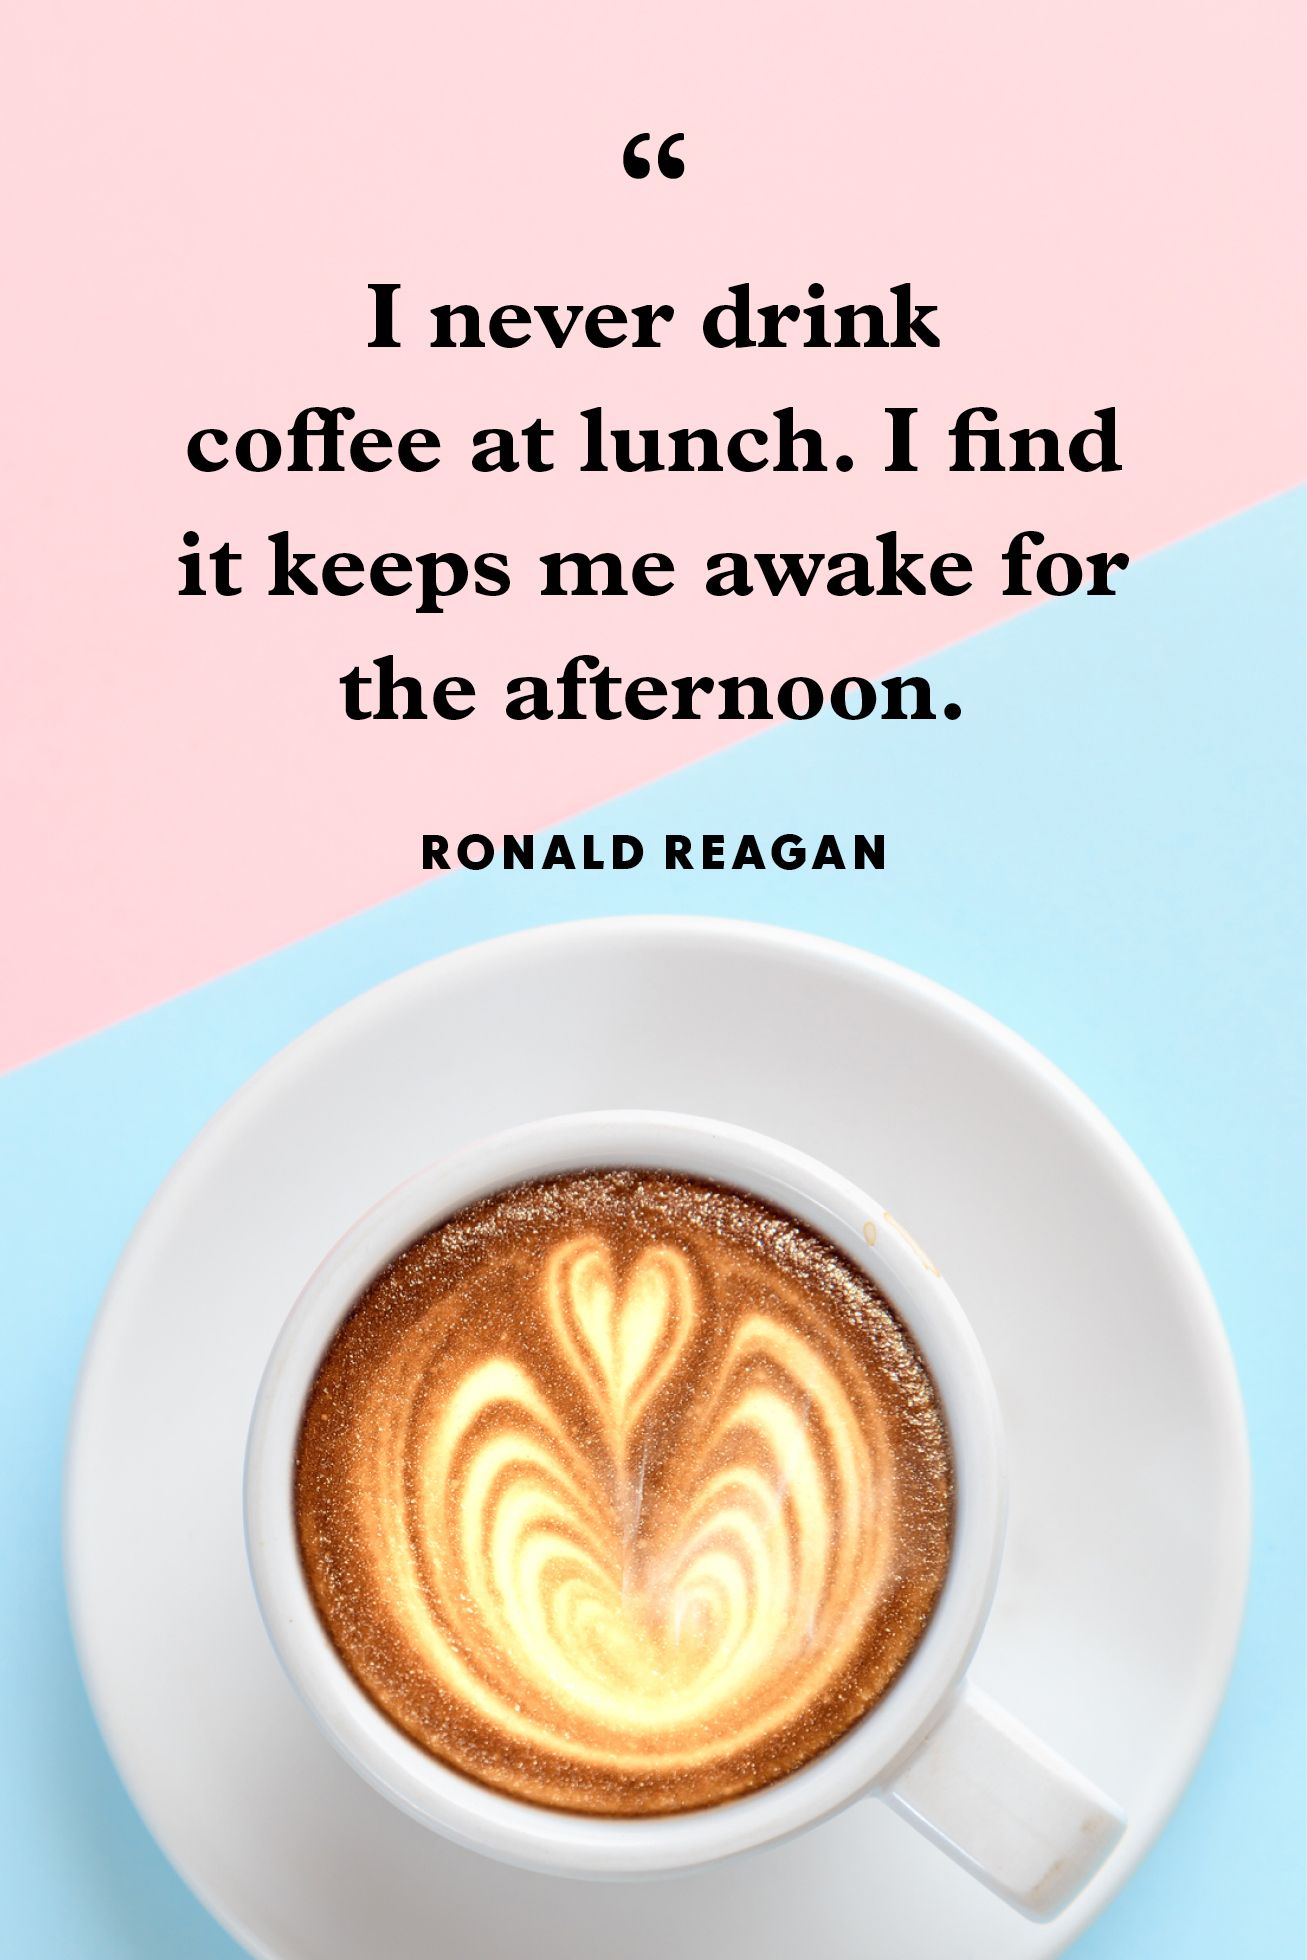 “
I never drink
coffee at lunch. I find
it keeps me awake for
the afternoon.
RONALD REAGAN